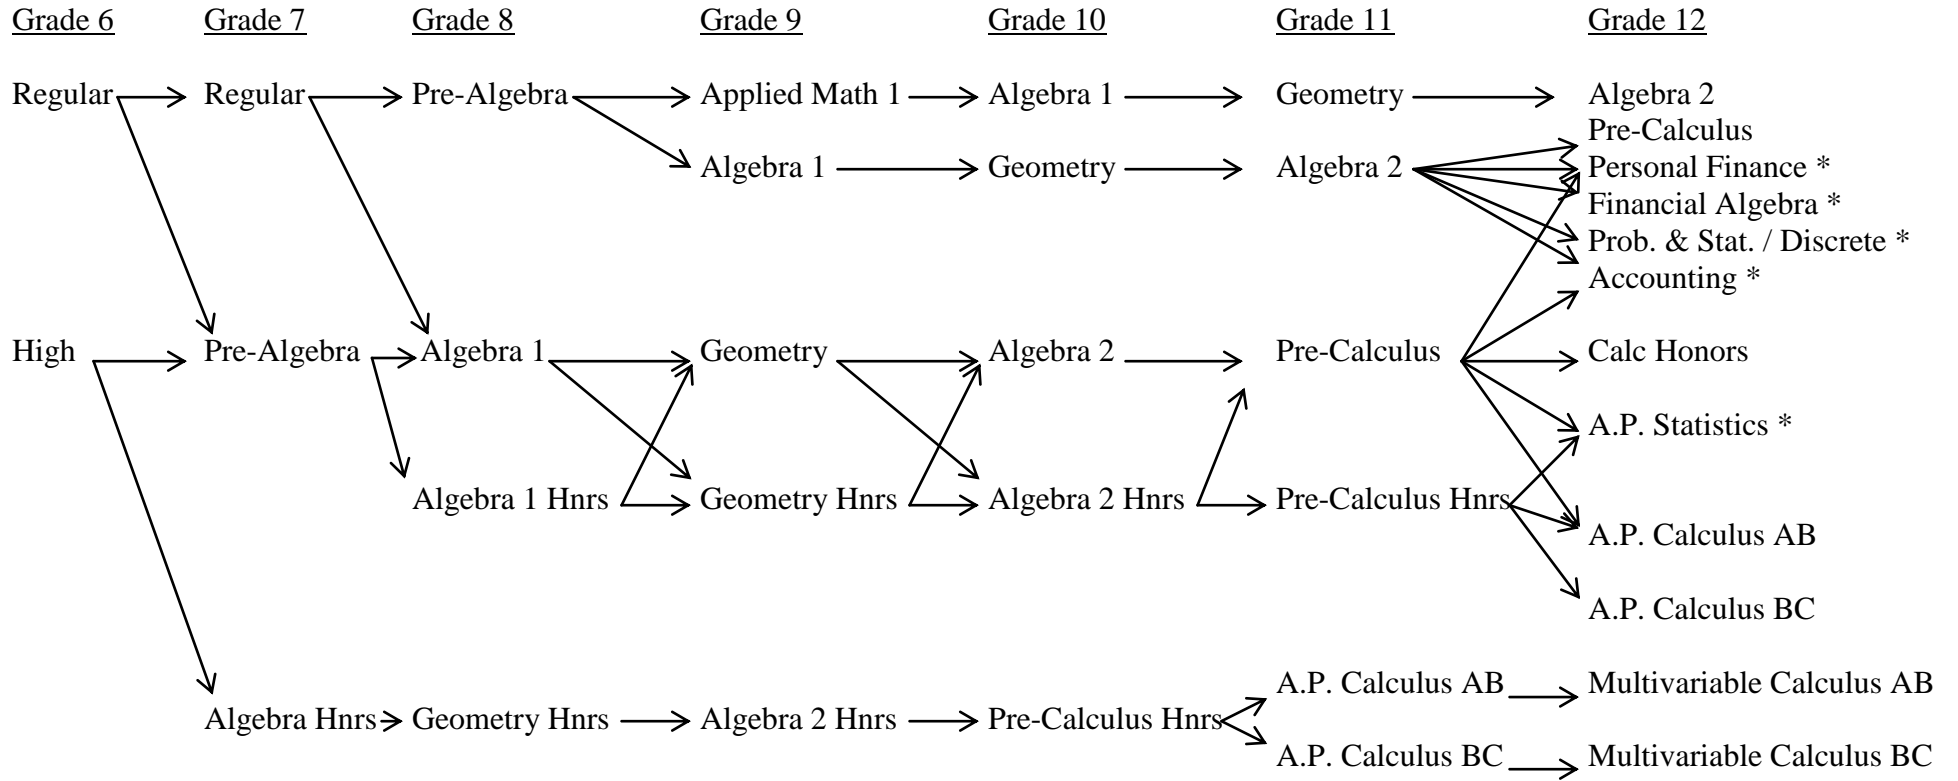 Grade 6 Grade 7 Grade 8 Grade 9 Grade 10 Grade 11 Grade 12
Regular Regular Pre-Algebra Applied Math 1 Algebra 1 Geometry Algebra 2
Pre-Calculus
Algebra 1 Geometry Algebra 2 Personal Finance *
Financial Algebra *
Prob. & Stat. / Discrete *
Accounting *
High Pre-Algebra Algebra 1 Geometry Algebra 2 Pre-Calculus Calc Honors
A.P. Statistics *
Algebra 1 Hnrs Geometry Hnrs Algebra 2 Hnrs Pre-Calculus Hnrs
A.P. Calculus AB
A.P. Calculus BC
A.P. Calculus AB Multivariable Calculus AB
Algebra Hnrs Geometry Hnrs Algebra 2 Hnrs Pre-Calculus Hnrs
A.P. Calculus BC Multivariable Calculus BC